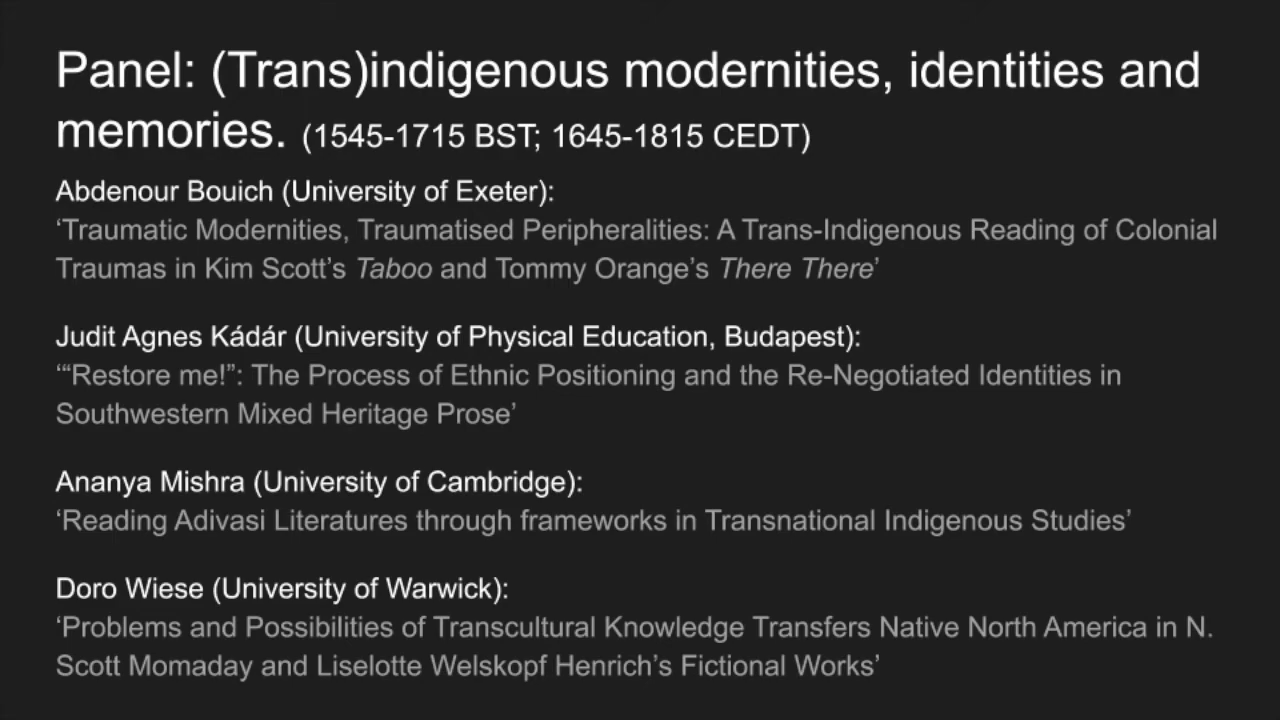 Panel: (Trans)indigenous modernities, identities and
memories. (1545-1715 BST; 1645-1815 CEDT)
Abdenour Bouich (University of Exeter):
‘Traumatic Modernities, Traumatised Peripheralities: A Trans-Indigenous Reading of Colonial
Traumas in Kim Scott’s Taboo and Tommy Orange’s There There’
Judit Agnes Kádár (University of Physical Education, Budapest):
‘“Restore me!”: The Process of Ethnic Positioning and the Re-Negotiated Identities in
Southwestern Mixed Heritage Prose’
Ananya Mishra (University of Cambridge):
‘Reading Adivasi Literatures through frameworks in Transnational Indigenous Studies’
Doro Wiese (University of Warwick):
‘Problems and Possibilities of Transcultural Knowledge Transfers Native North America in N.
Scott Momaday and Liselotte Welskopf Henrich’s Fictional Works’